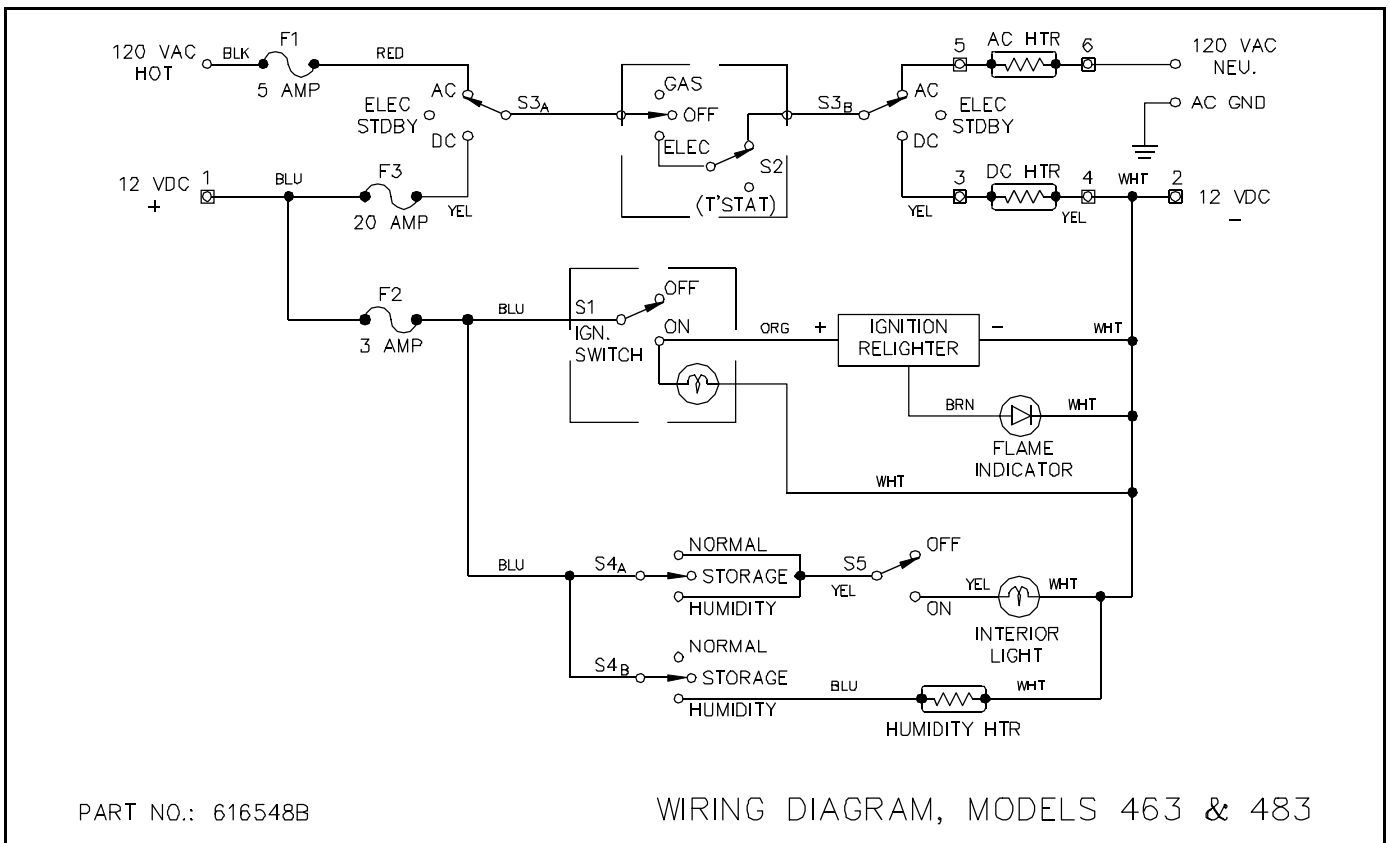 120 VAC
HOT
BLK
F1
5 AMP
RED
AC
ELEC
STDBY
DC
S3A
GAS
OFF
ELEC
S2
(T'STAT)
S3B
AC
ELEC
STDBY
DC
5
AC HTR
6
120 VAC
NEU.
AC GND
12 VDC
+
1
BLU
F3
20 AMP
YEL
3
YEL
DC HTR
4
YEL
WHT
2
12 VDC
–
F2
3 AMP
BLU
S1
IGN.
SWITCH
OFF
ON
ORG
+
IGNITION
RELIGHTER
–
WHT
BRN
WHT
FLAME
INDICATOR
WHT
BLU
S4A
NORMAL
STORAGE
HUMIDITY
S5
YEL
OFF
ON
YEL
WHT
INTERIOR
LIGHT
S4B
NORMAL
STORAGE
HUMIDITY
BLU
WHT
HUMIDITY HTR
PART NO.: 616548B
WIRING DIAGRAM, MODELS 463 & 483